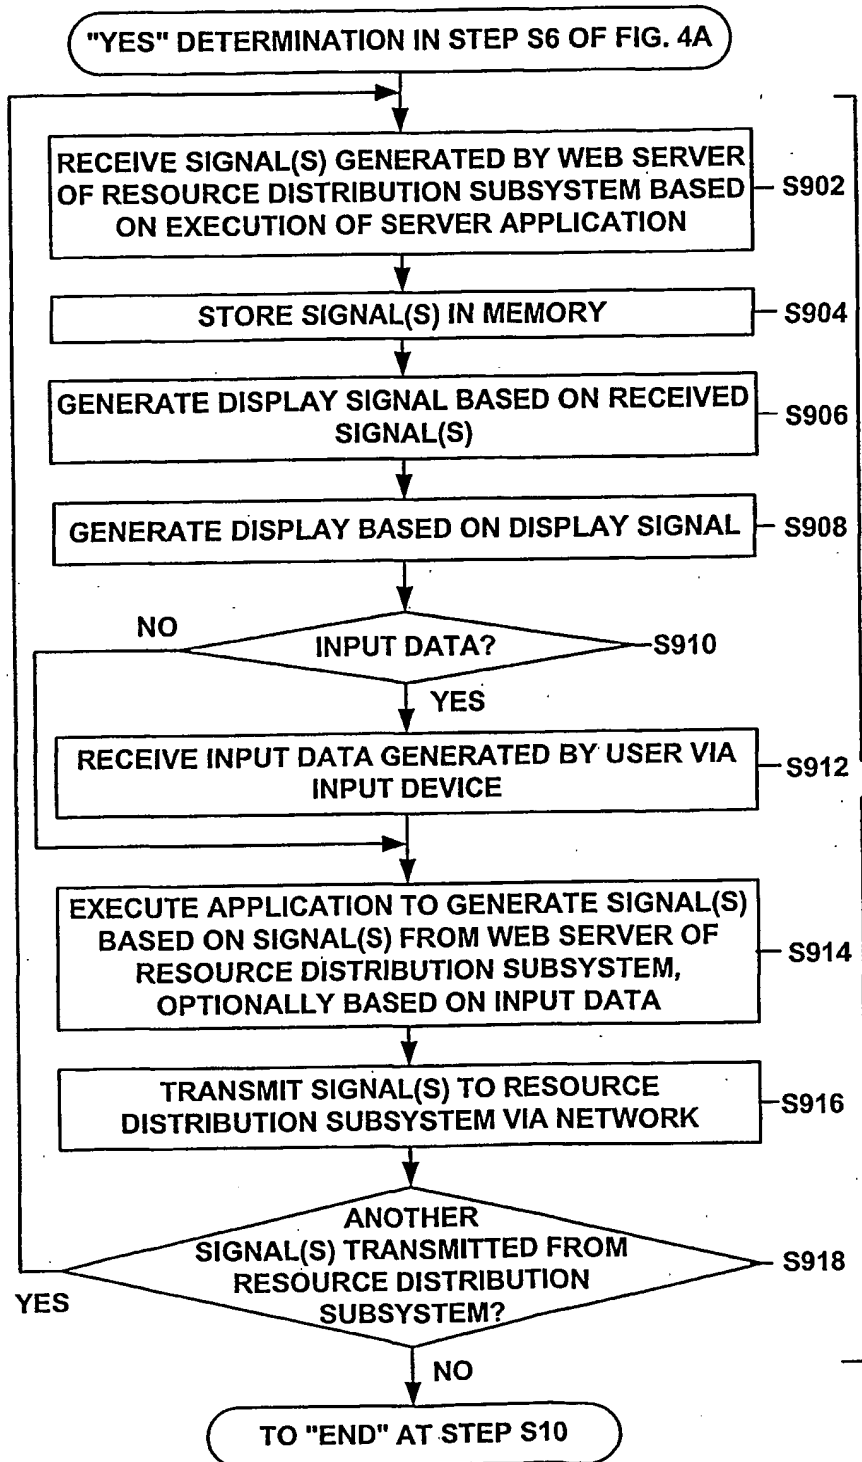 "YES" DETERMINATION IN STEP S6 OF FIG. 4A
RECEIVE SIGNAL(S) GENERATED BY WEB SERVER
OF RESOURCE DISTRIBUTION SUBSYSTEM BASED
ON EXECUTION OF SERVER APPLICATION
S902
STORE SIGNAL(S) IN MEMORY
S904
GENERATE DISPLAY SIGNAL BASED ON RECEIVED
SIGNAL(S)
S906
GENERATE DISPLAY BASED ON DISPLAY SIGNAL
S908
NO
INPUT DATA?
S910
YES
RECEIVE INPUT DATA GENERATED BY USER VIA
INPUT DEVICE
S912
EXECUTE APPLICATION TO GENERATE SIGNAL(S)
BASED ON SIGNAL(S) FROM WEB SERVER OF
RESOURCE DISTRIBUTION SUBSYSTEM,
OPTIONALLY BASED ON INPUT DATA
S914
TRANSMIT SIGNAL(S) TO RESOURCE
DISTRIBUTION SUBSYSTEM VIA NETWORK
S916
ANOTHER
SIGNAL(S) TRANSMITTED FROM
RESOURCE DISTRIBUTION
SUBSYSTEM?
S918
YES
NO
TO "END" AT STEP S10